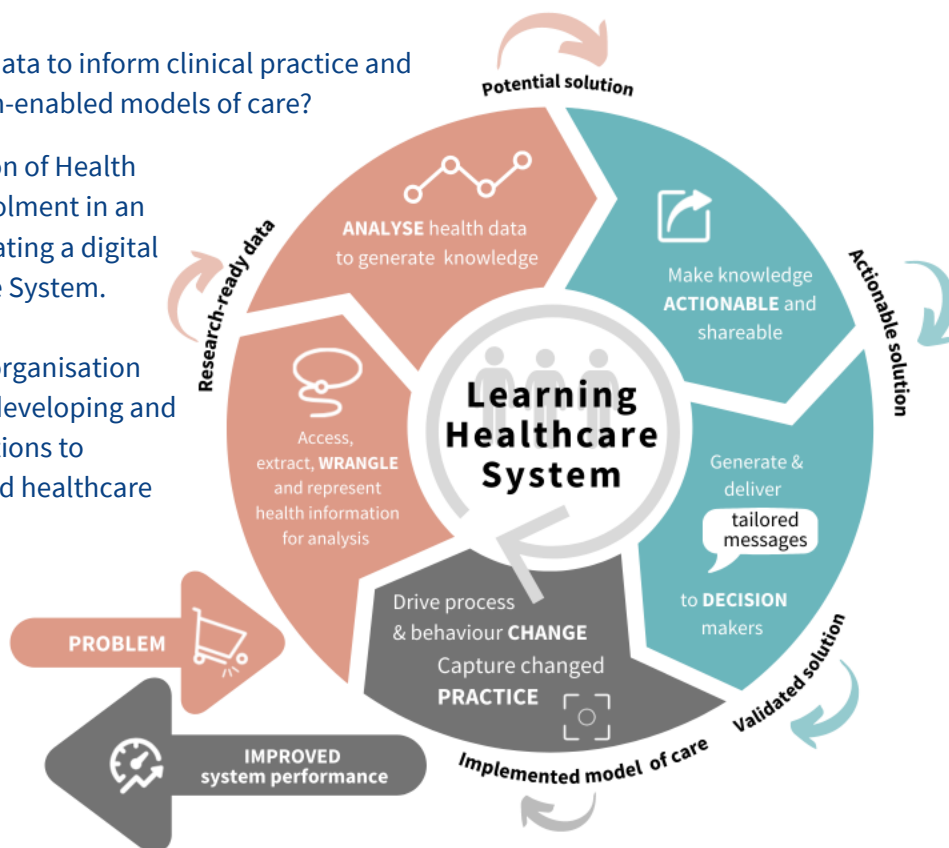 ata to inform clinical practice and
n-enabled models of care?
on of Health
olment in an
ating a digital
e System.
organisation
developing and
tions to
d healthcare
Potential solution
ANALYSE health data
to generate knowledge
Make knowledge
ACTIONABLE and
shareable
Research-ready data
Actionable solution
Learning
Healthcare
System
Access,
extract, WRANGLE
and represent
health information
for analysis
Generate &
deliver
tailored
messages
to DECISION
makers
Drive process
& behaviour CHANGE
Capture changed
PRACTICE
Validated solution
Implemented model of care
PROBLEM
IMPROVED
system performance